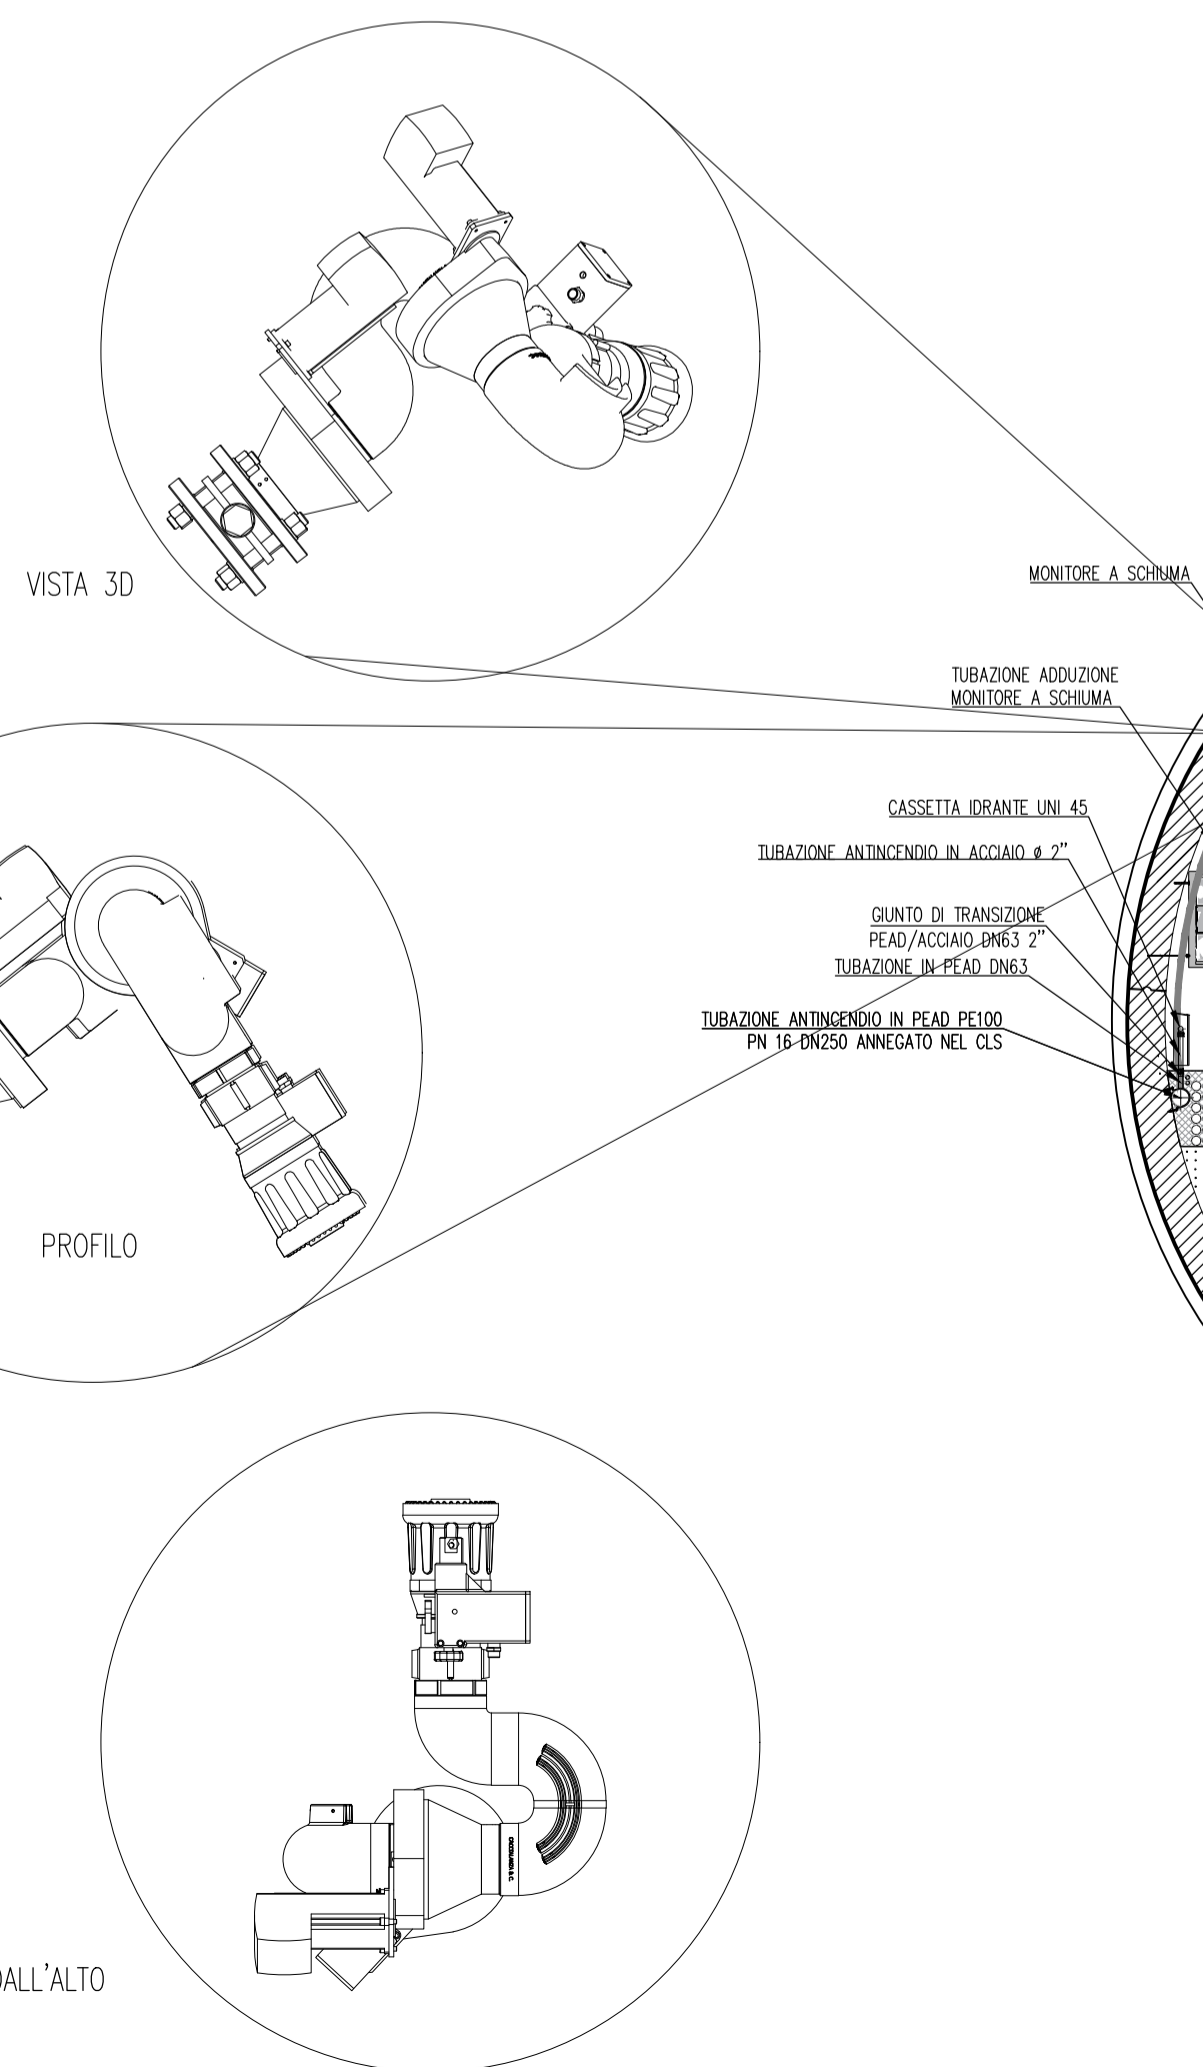 VISTA 3D
MONITORE A SCHIUMA
TUBAZIONE ADDUZIONE
MONITORE A SCHIUMA
CASSETTA IDRANTE UNI 45
TUBAZIONE ANTINCENDIO IN ACCIAIO ø 2"
GIUNTO DI TRANSIZIONE
PEAD/ACCIAIO DN63 2"
TUBAZIONE IN PEAD DN63
TUBAZIONE ANTINCENDIO IN PEAD PE100
PN 16 DN250 ANNEGATO NEL CLS
PROFILO
DALL'ALTO